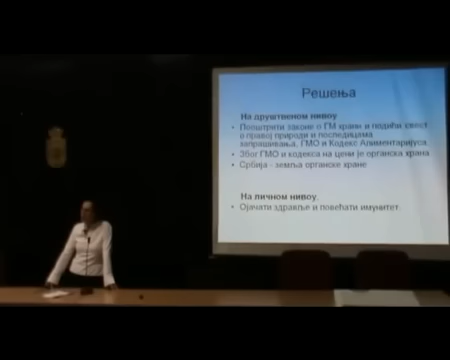 Решења
На друштвеном нивоу
• Пооштрити законе о ГМ храни и подићи свест
о правој природи и последицама
запрашивања, ГМО и Кодекс Алиментаријуса.
• Због ГМО и кодекса на цени је органска храна
• Србија - земља органске хране
На личном нивоу,
• Ојачати здравље и повећати имунитет.